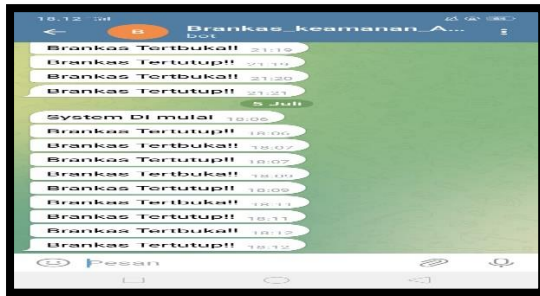 18.12
B
Brankas_keamanan_A...
bot
Brankas Tertbuka!! 21:19
Brankas Tertutup!! 21:19
Brankas Tertbuka!! 21:20
Brankas Tertutup!! 21:21
5 Juli
System Di mulai 18:06
Brankas Tertutup!! 18:06
Brankas Tertbuka!! 18:07
Brankas Tertutup!! 18:07
Brankas Tertbuka!! 18:09
Brankas Tertutup!! 18:09
Brankas Tertbuka!! 18:11
Brankas Tertutup!! 18:11
Brankas Tertbuka!! 18:12
Brankas Tertutup!! 18:12
Pesan